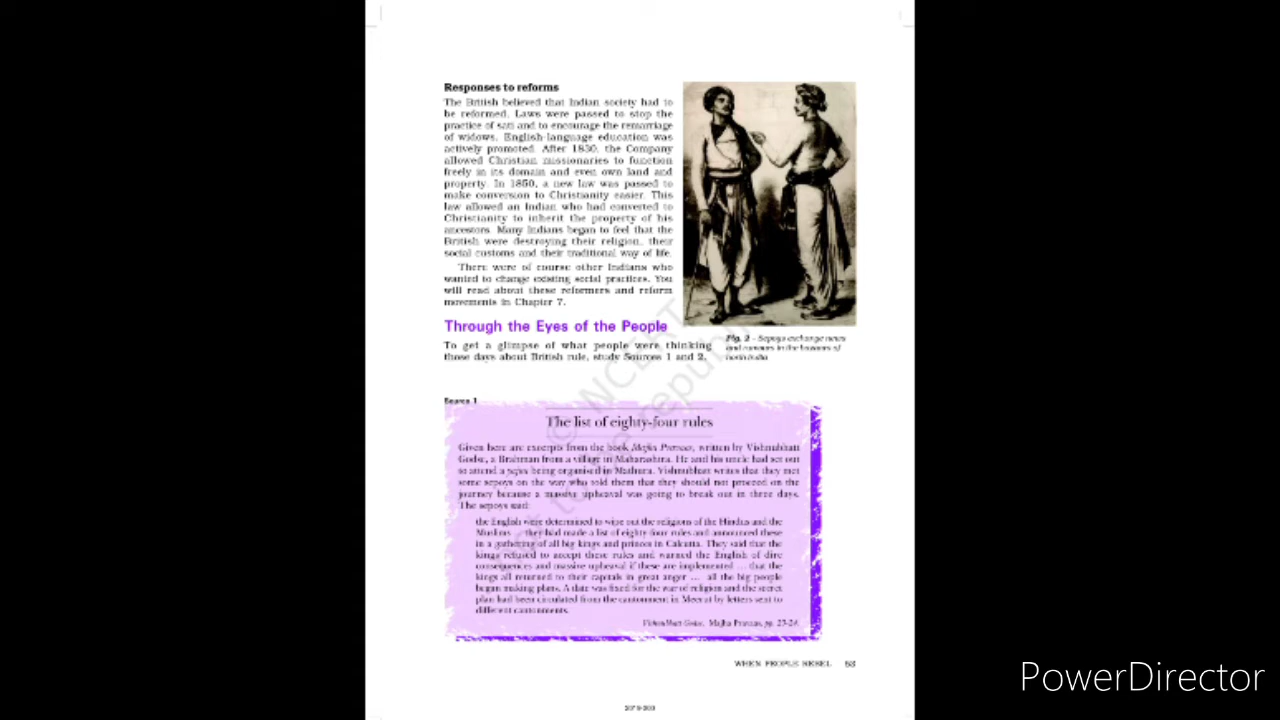 Responses to reforms
The British believed that Indian society had to
be reformed. Laws were passed to stop the
practice of sati and to encourage the remarriage
of widows. English-language education was
actively promoted. After 1830, the Company
allowed Christian missionaries to function
freely in its domain and even own land and
property. In 1850, a new law was passed to
make conversion to Christianity easier. This
law allowed an Indian who had converted to
Christianity to inherit the property of his
ancestors. Many Indians began to feel that the
British were destroying their religion, their
social customs and their traditional way of life.
There were of course other Indians who
wanted to change existing social practices. You
will read about these reformers and reform
movements in Chapter 7.
Through the Eyes of the People
To get a glimpse of what people were thinking
those days about British rule, study Sources 1 and 2.
Fig. 2 – Sepoys exchange news
and rumours in the bazaars of
north India
Source 1
The list of eighty-four rules
Given here are excerpts from the book Majha Pravaas, written by Vishnubhatt
Godse, a Brahman from a village in Maharashtra. He and his uncle had set out
to attend a yajna being organised in Mathura. Vishnubhatt writes that they met
some sepoys on the way who told them that they should not proceed on the
journey because a massive upheaval was going to break out in three days.
The sepoys said:
the English were determined to wipe out the religions of the Hindus and the
Muslims ... they had made a list of eighty-four rules and announced these
in a gathering of all big kings and princes in Calcutta. They said that the
kings refused to accept these rules and warned the English of dire
consequences and massive upheaval if these are implemented ... that the
kings all returned to their capitals in great anger ... all the big people
began making plans. A date was fixed for the war of religion and the secret
plan had been circulated from the cantonment in Meerut by letters sent to
different cantonments.
Vishnubhatt Godse, Majha Pravaas, pp. 23-24.
WHEN PEOPLE REBEL 53
© NCERT
PowerDirector